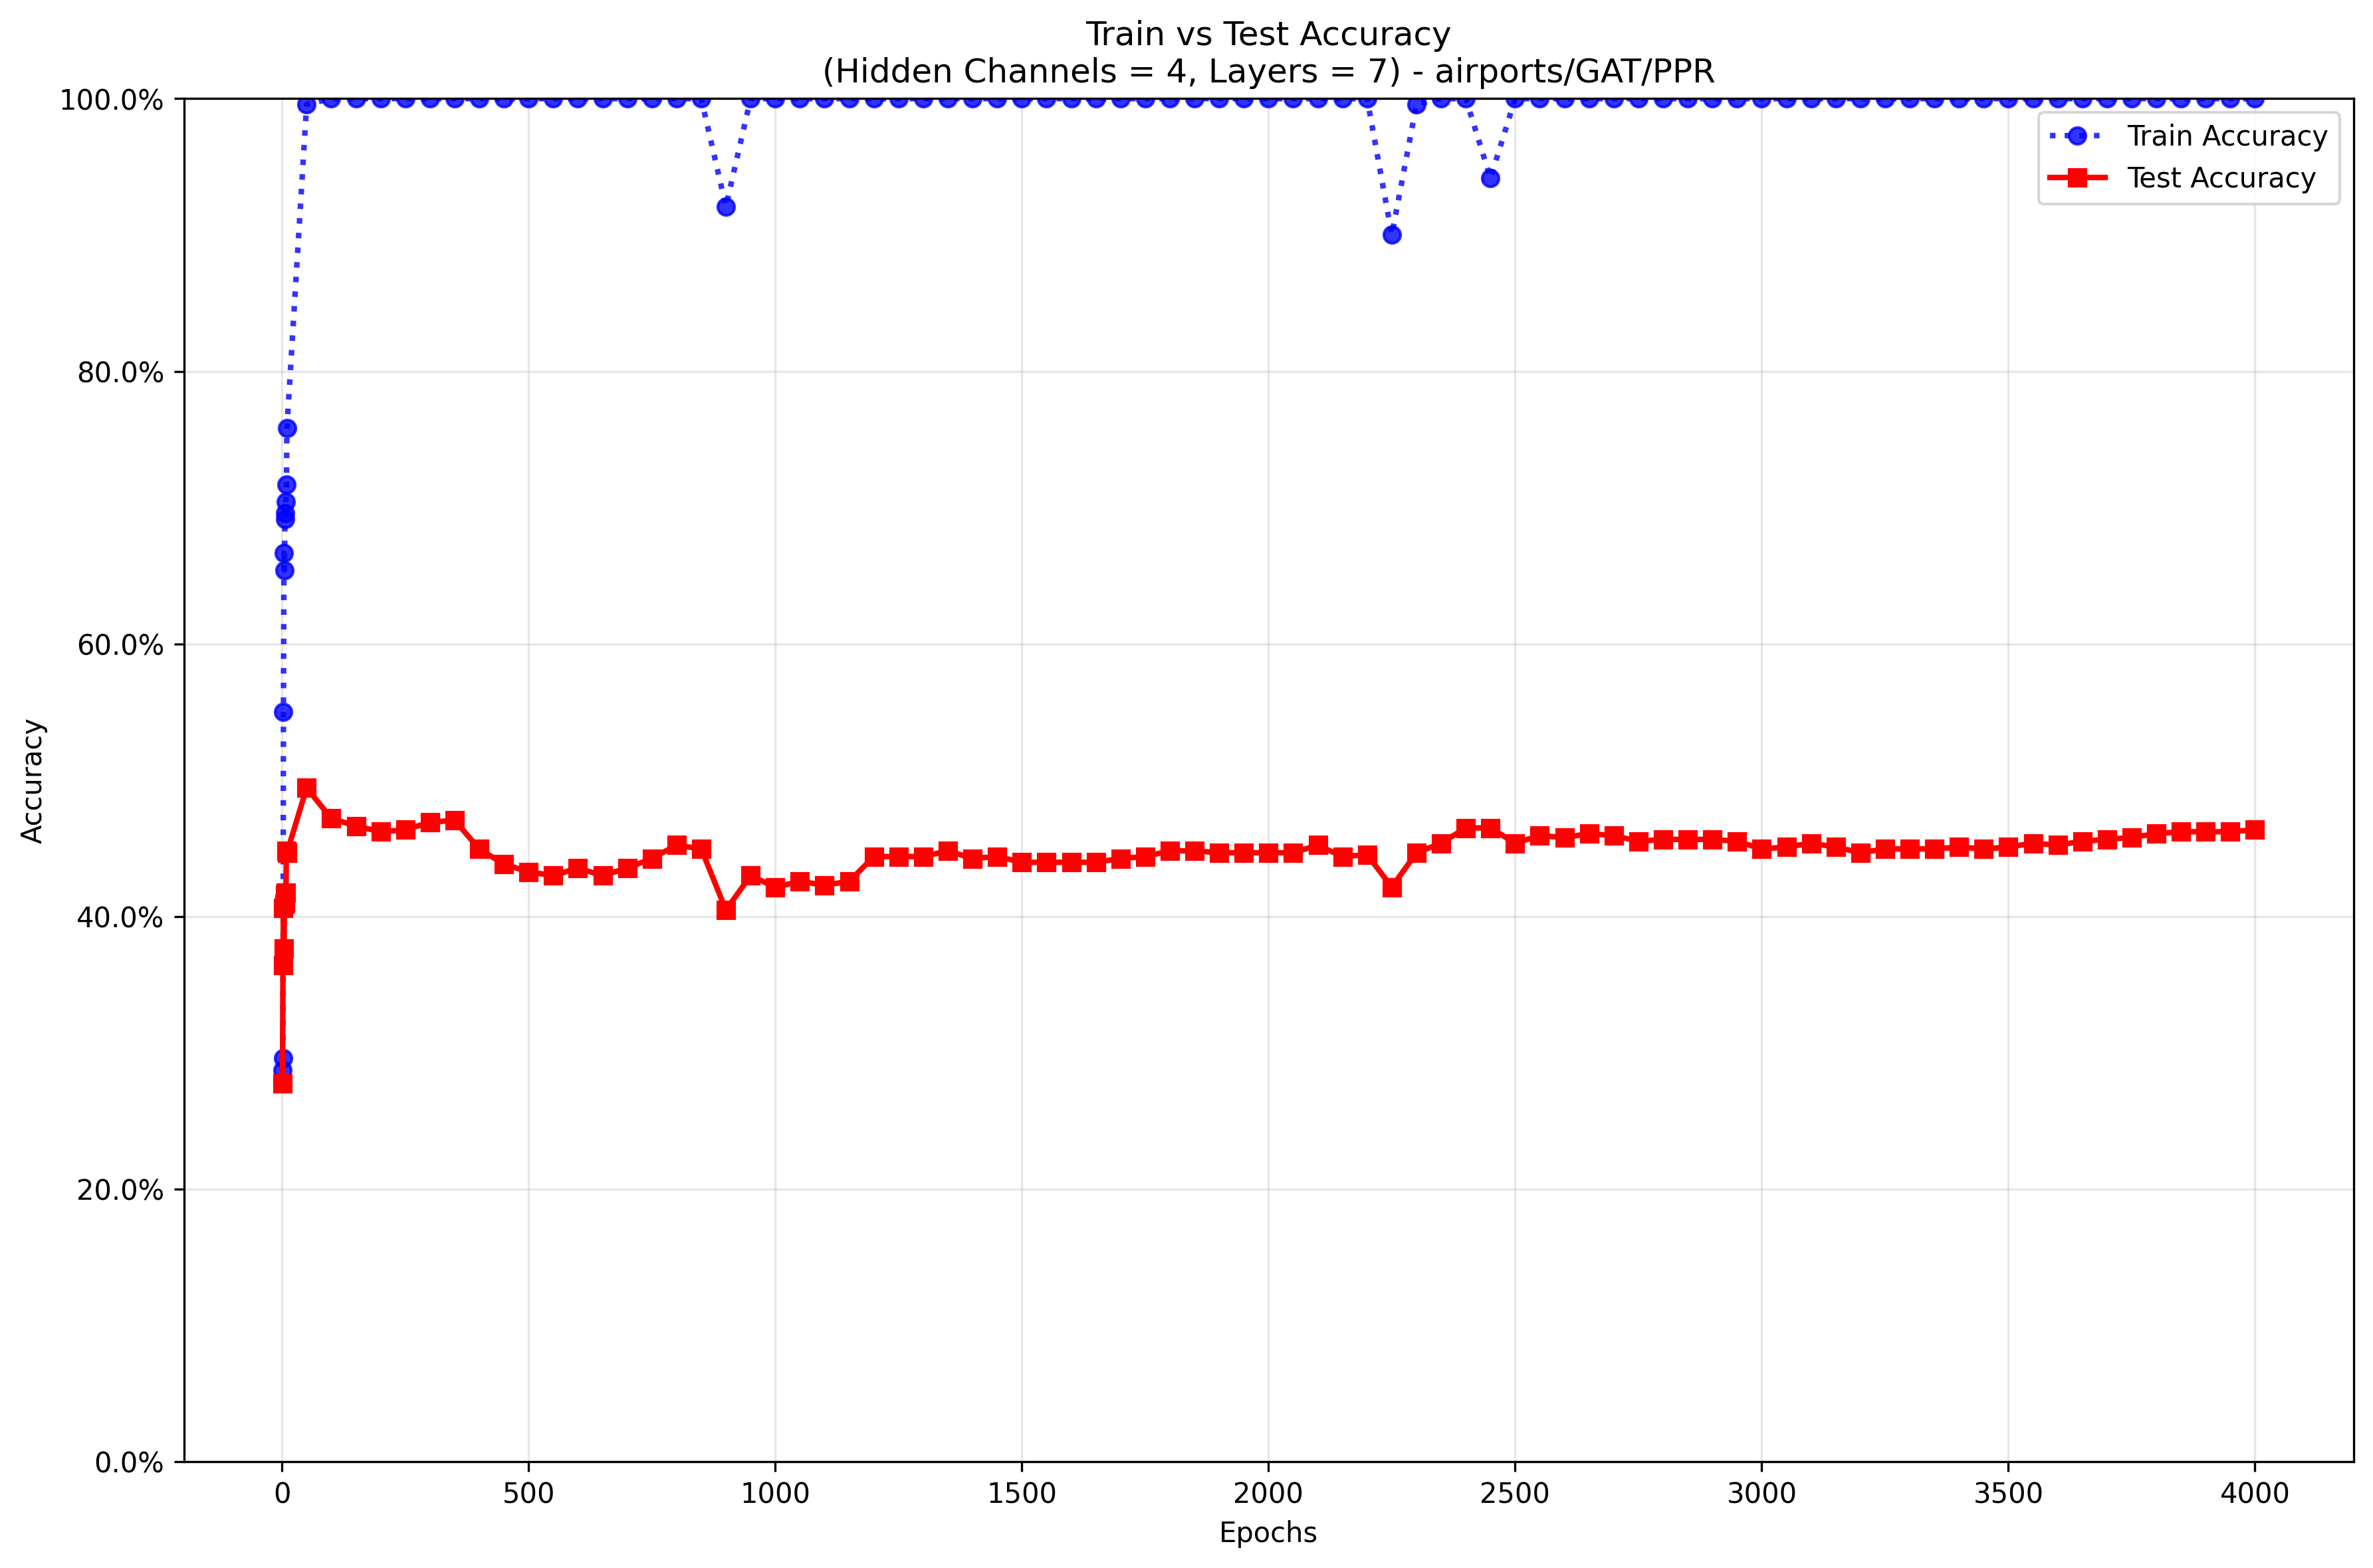 Train vs Test Accuracy
(Hidden Channels = 4, Layers = 7) - airports/GAT/PPR
100.0%
80.0%
60.0%
40.0%
20.0%
0.0%
Accuracy
Train Accuracy
Test Accuracy
0 500 1000 1500 2000 2500 3000 3500 4000
Epochs